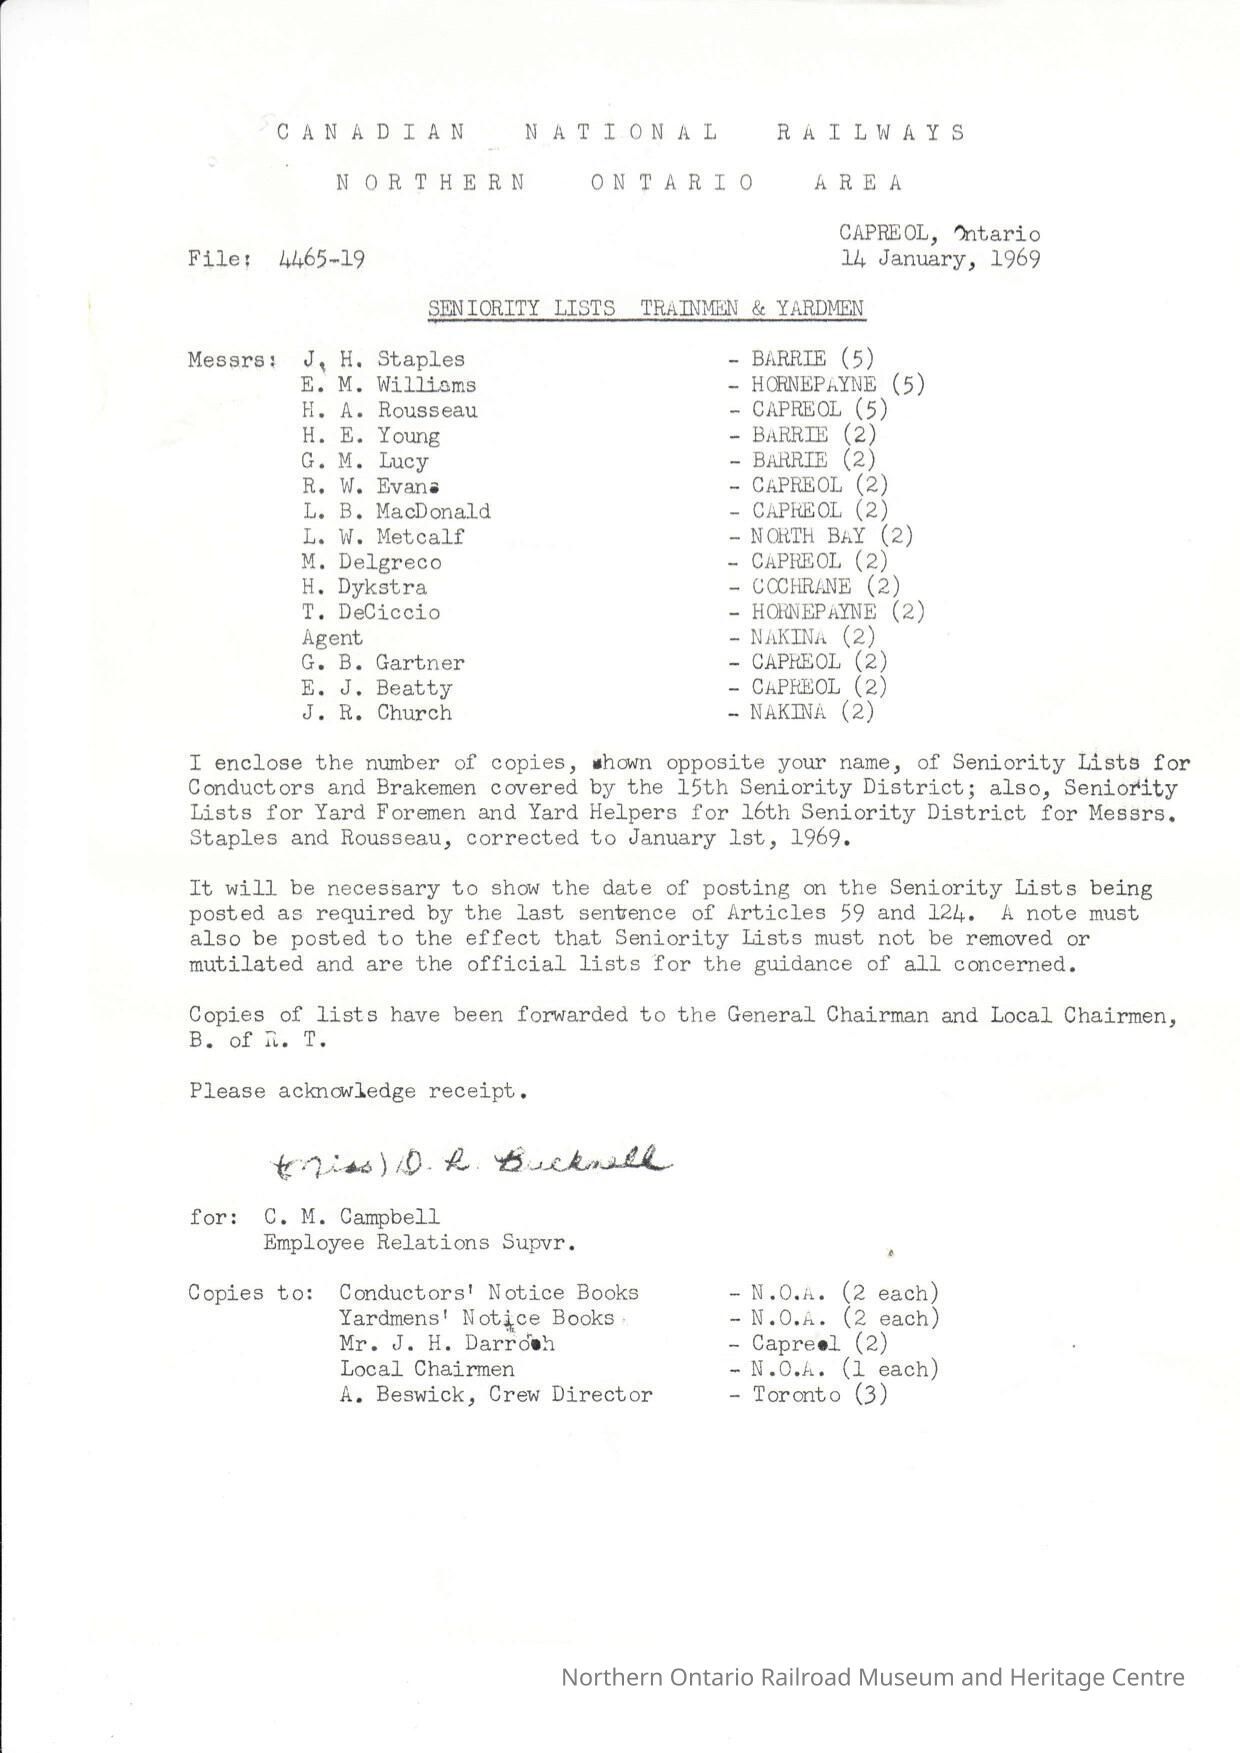 CANADIAN NATIONAL RAILWAYS
NORTHERN ONTARIO AREA
CAPREOL, Ontario
File: 4465-19 14 January, 1969
SENIORITY LISTS TRAINMEN & YARDMEN
Messrs: J. H. Staples - BARRIE (5)
E. M. Williams - HORNEPAYNE (5)
H. A. Rousseau - CAPREOL (5)
H. E. Young - BARRIE (2)
G. M. Lucy - BARRIE (2)
R. W. Evans - CAPREOL (2)
L. B. MacDonald - CAPREOL (2)
L. W. Metcalf - NORTH BAY (2)
M. Delgreco - CAPREOL (2)
H. Dykstra - COCHRANE (2)
T. DeCiccio - HORNEPAYNE (2)
Agent - NAKINA (2)
G. B. Gartner - CAPREOL (2)
E. J. Beatty - CAPREOL (2)
J. R. Church - NAKINA (2)
I enclose the number of copies, shown opposite your name, of Seniority Lists for
Conductors and Brakemen covered by the 15th Seniority District; also, Seniority
Lists for Yard Foremen and Yard Helpers for 16th Seniority District for Messrs.
Staples and Rousseau, corrected to January 1st, 1969.
It will be necessary to show the date of posting on the Seniority Lists being
posted as required by the last sentence of Articles 59 and 124. A note must
also be posted to the effect that Seniority Lists must not be removed or
mutilated and are the official lists for the guidance of all concerned.
Copies of lists have been forwarded to the General Chairman and Local Chairmen,
B. of R. T.
Please acknowledge receipt.
(Miss) D. R. Bucknell
for: C. M. Campbell
Employee Relations Supvr.
Copies to: Conductors' Notice Books - N.O.A. (2 each)
Yardmens' Notice Books - N.O.A. (2 each)
Mr. J. H. Darroch - Capreol (2)
Local Chairmen - N.O.A. (1 each)
A. Beswick, Crew Director - Toronto (3)
Northern Ontario Railroad Museum and Heritage Centre